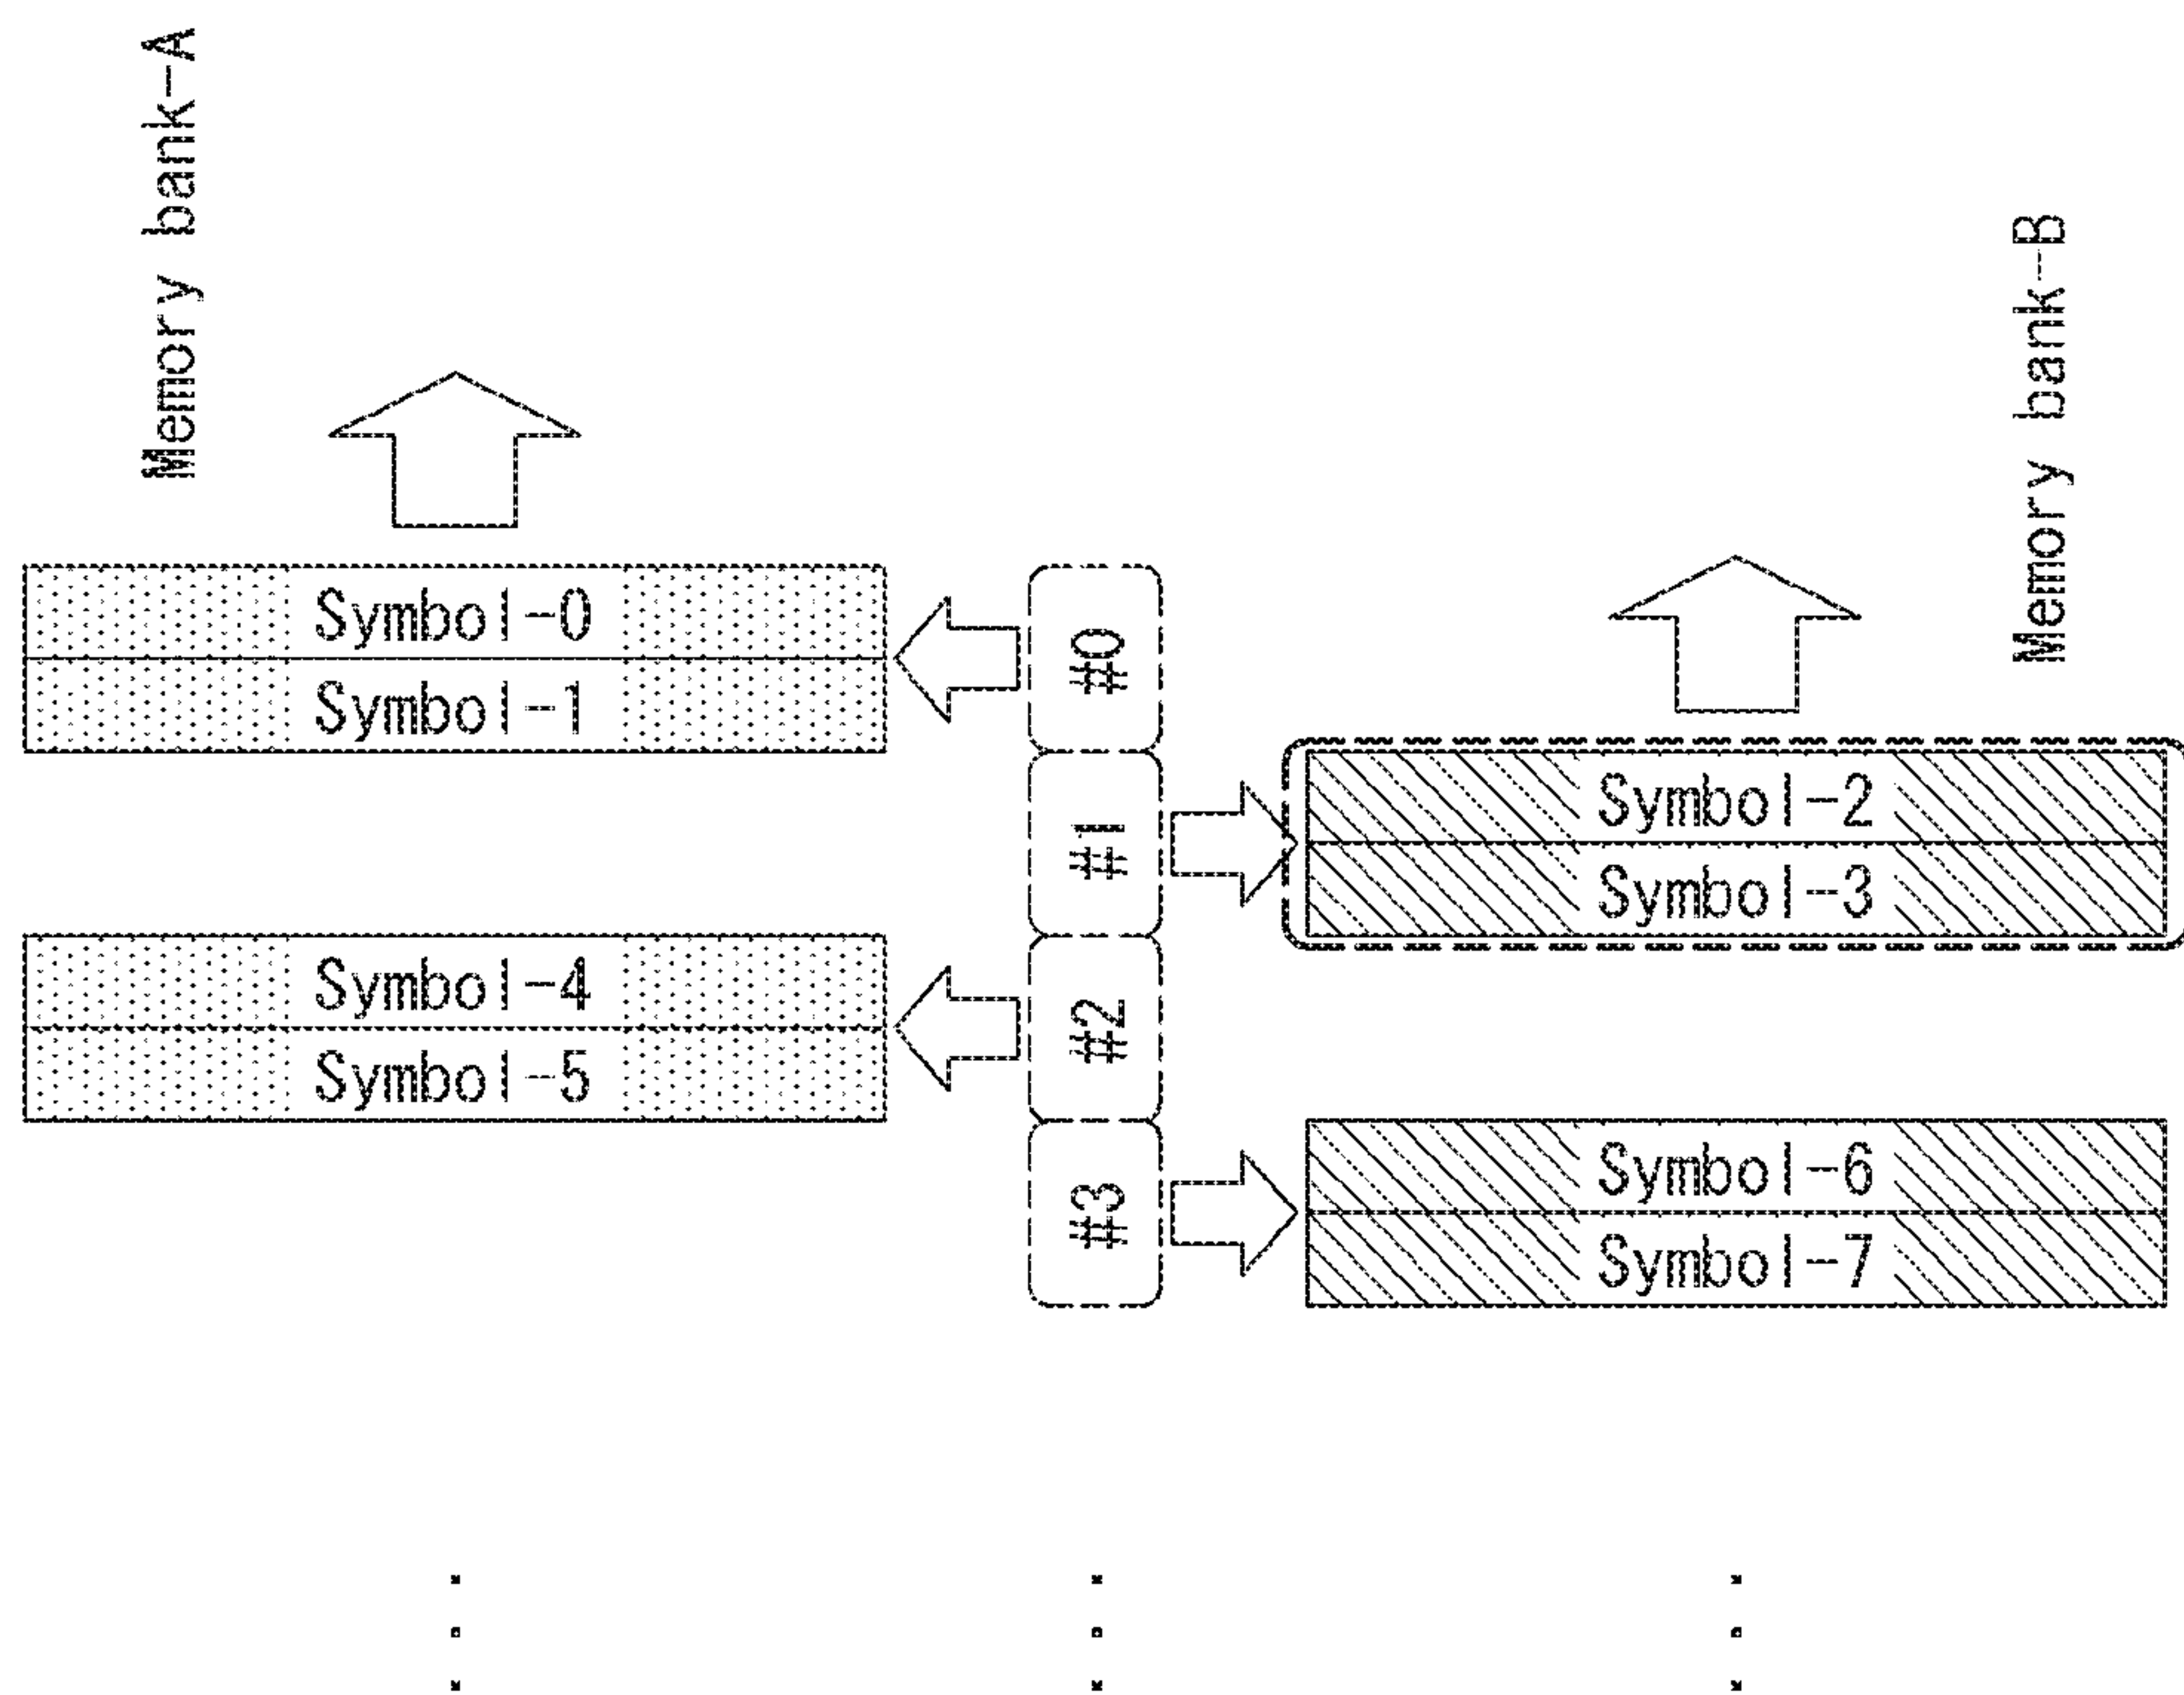 Memory bank-A
Memory bank-B
Symbol-0
#0
Symbol-1
#1
Symbol-2
Symbol-3
Symbol-4
#2
Symbol-5
#3
Symbol-6
Symbol-7